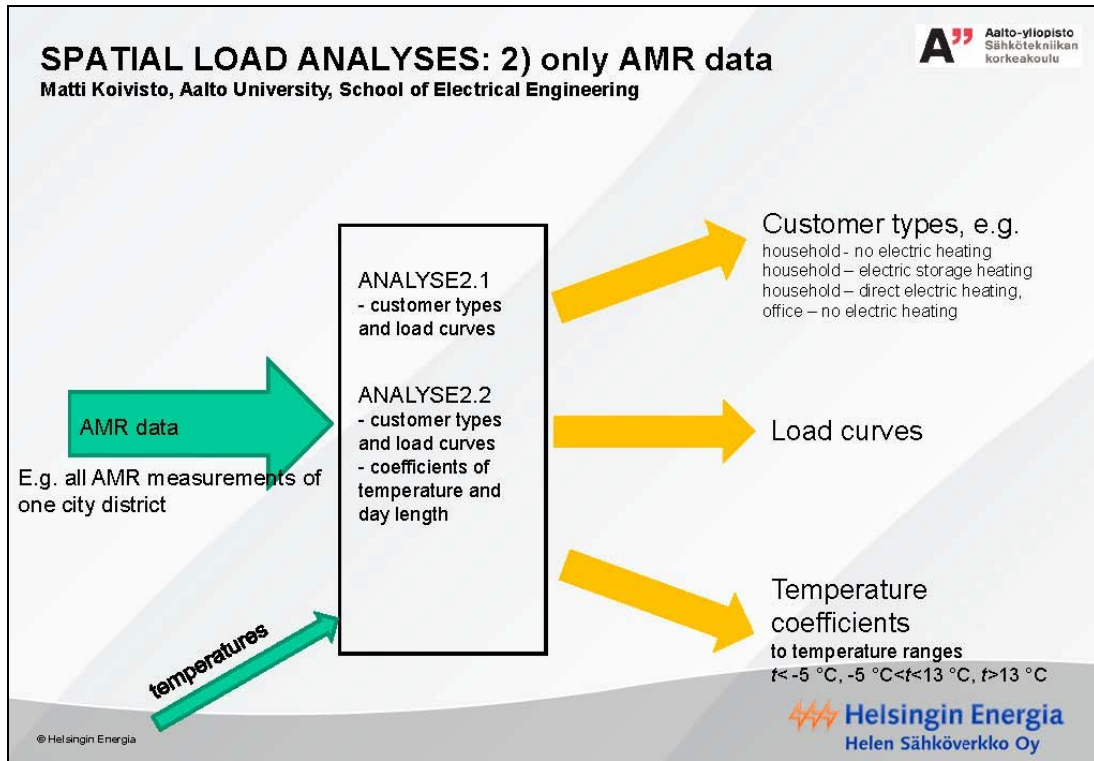 SPATIAL LOAD ANALYSES: 2) only AMR data
Matti Koivisto, Aalto University, School of Electrical Engineering
A”
Aalto-yliopisto
Sähkötekniikan
korkeakoulu
AMR data
E.g. all AMR measurements of
one city district
temperatures
ANALYSE2.1
- customer types
and load curves
ANALYSE2.2
- customer types
and load curves
- coefficients of
temperature and
day length
Customer types, e.g.
household - no electric heating
household – electric storage heating
household – direct electric heating,
office – no electric heating
Load curves
Temperature
coefficients
to temperature ranges
t< -5 °C, -5 °C<t<13 °C, t>13 °C
© Helsingin Energia
Helsingin Energia
Helen Sähköverkko Oy